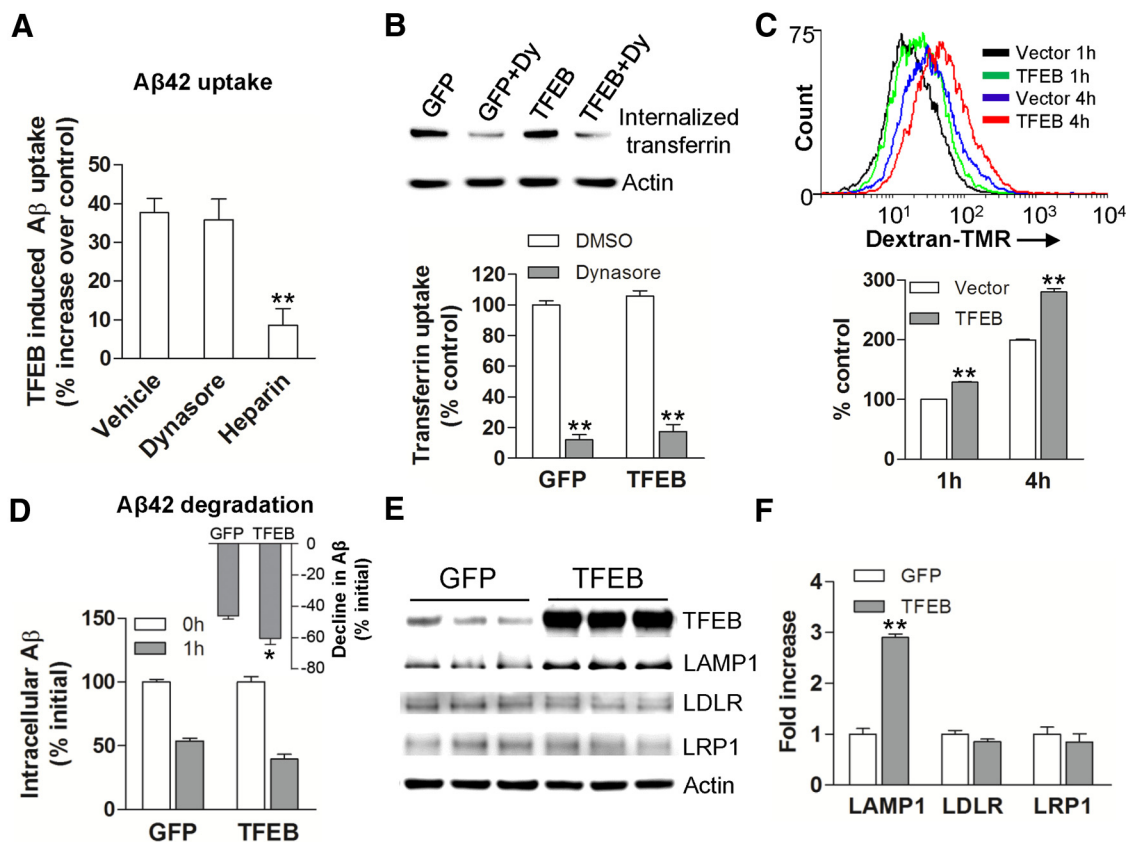 A
Aβ42 uptake
TFEB induced Aβ uptake
(% increase over control)
50
40
30
20
10
0
**
Vehicle
Dynasore
Heparin
B
GFP
GFP+Dy
TFEB
TFEB+Dy
Internalized
transferrin
Actin
DMSO
Dynasore
Transferrin uptake
(% control)
120
100
80
60
40
20
0
**
**
GFP
TFEB
C
75
Count
0
Vector 1h
TFEB 1h
Vector 4h
TFEB 4h
10¹
10²
10³
10⁴
Dextran-TMR
300
200
100
0
% control
Vector
TFEB
**
**
1h
4h
D
Aβ42 degradation
GFP
TFEB
0
-20
-40
-60
-80
Decline in Aβ
(% initial)
*
Intracellular Aβ
(% initial)
150
100
50
0
0h
1h
GFP
TFEB
E
GFP
TFEB
TFEB
LAMP1
LDLR
LRP1
Actin
F
Fold increase
4
3
2
1
0
GFP
TFEB
**
LAMP1
LDLR
LRP1